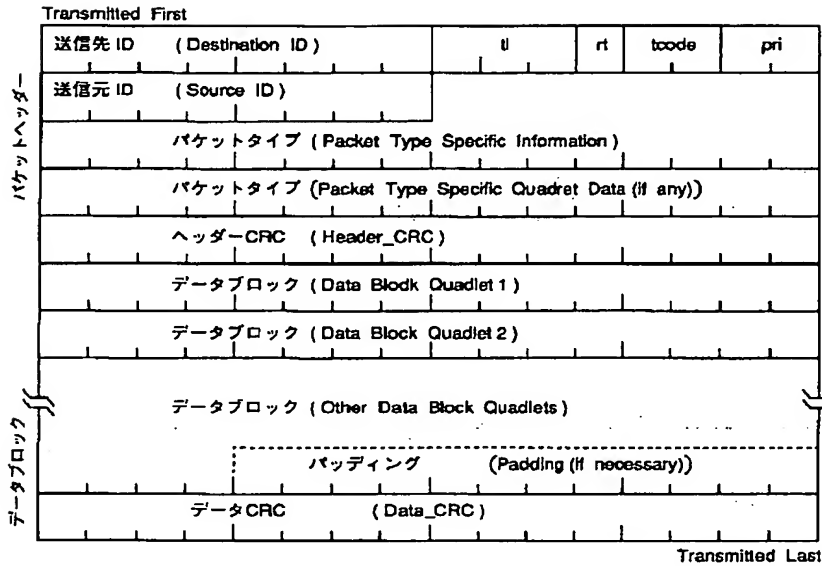 Transmitted First
送信先 ID (Destination ID) tl rt tcode pri
送信元 ID (Source ID)
パケットヘッダー
パケットタイプ (Packet Type Specific Information)
パケットタイプ (Packet Type Specific Quadret Data (if any))
ヘッダーCRC (Header_CRC)
データブロック (Data Blodk Quadlet 1)
データブロック (Data Block Quadlet 2)
データブロック (Other Data Block Quadlets)
データブロック
パッディング (Padding (if necessary))
データCRC (Data_CRC)
Transmitted Last